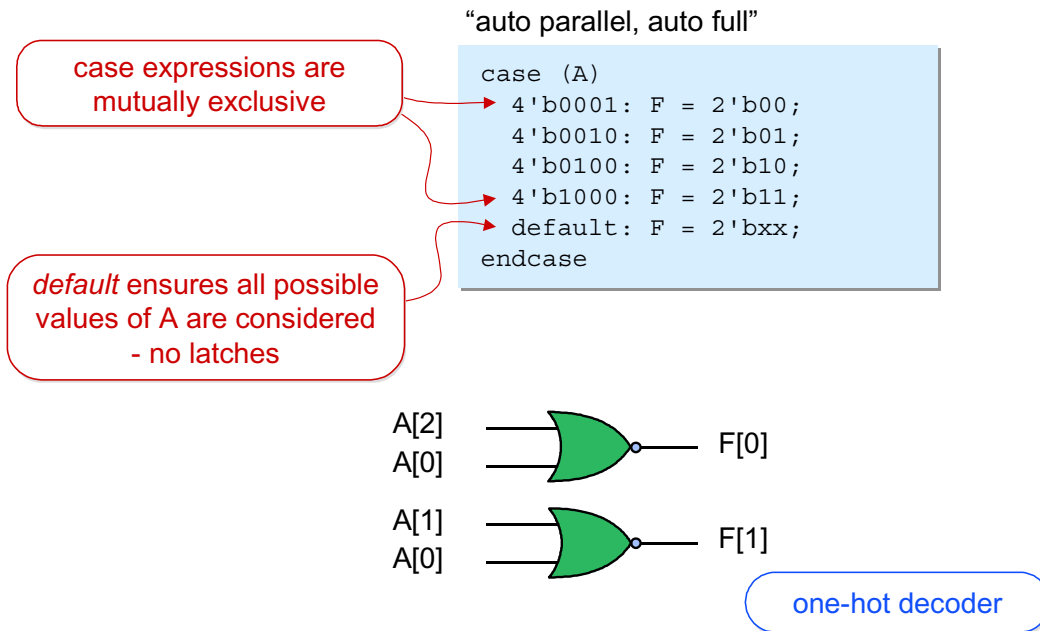 “auto parallel, auto full”
case expressions are
mutually exclusive
case (A)
4'b0001: F = 2'b00;
4'b0010: F = 2'b01;
4'b0100: F = 2'b10;
4'b1000: F = 2'b11;
default: F = 2'bxx;
endcase
default ensures all possible
values of A are considered
- no latches
A[2]
A[0]
F[0]
A[1]
A[0]
F[1]
one-hot decoder